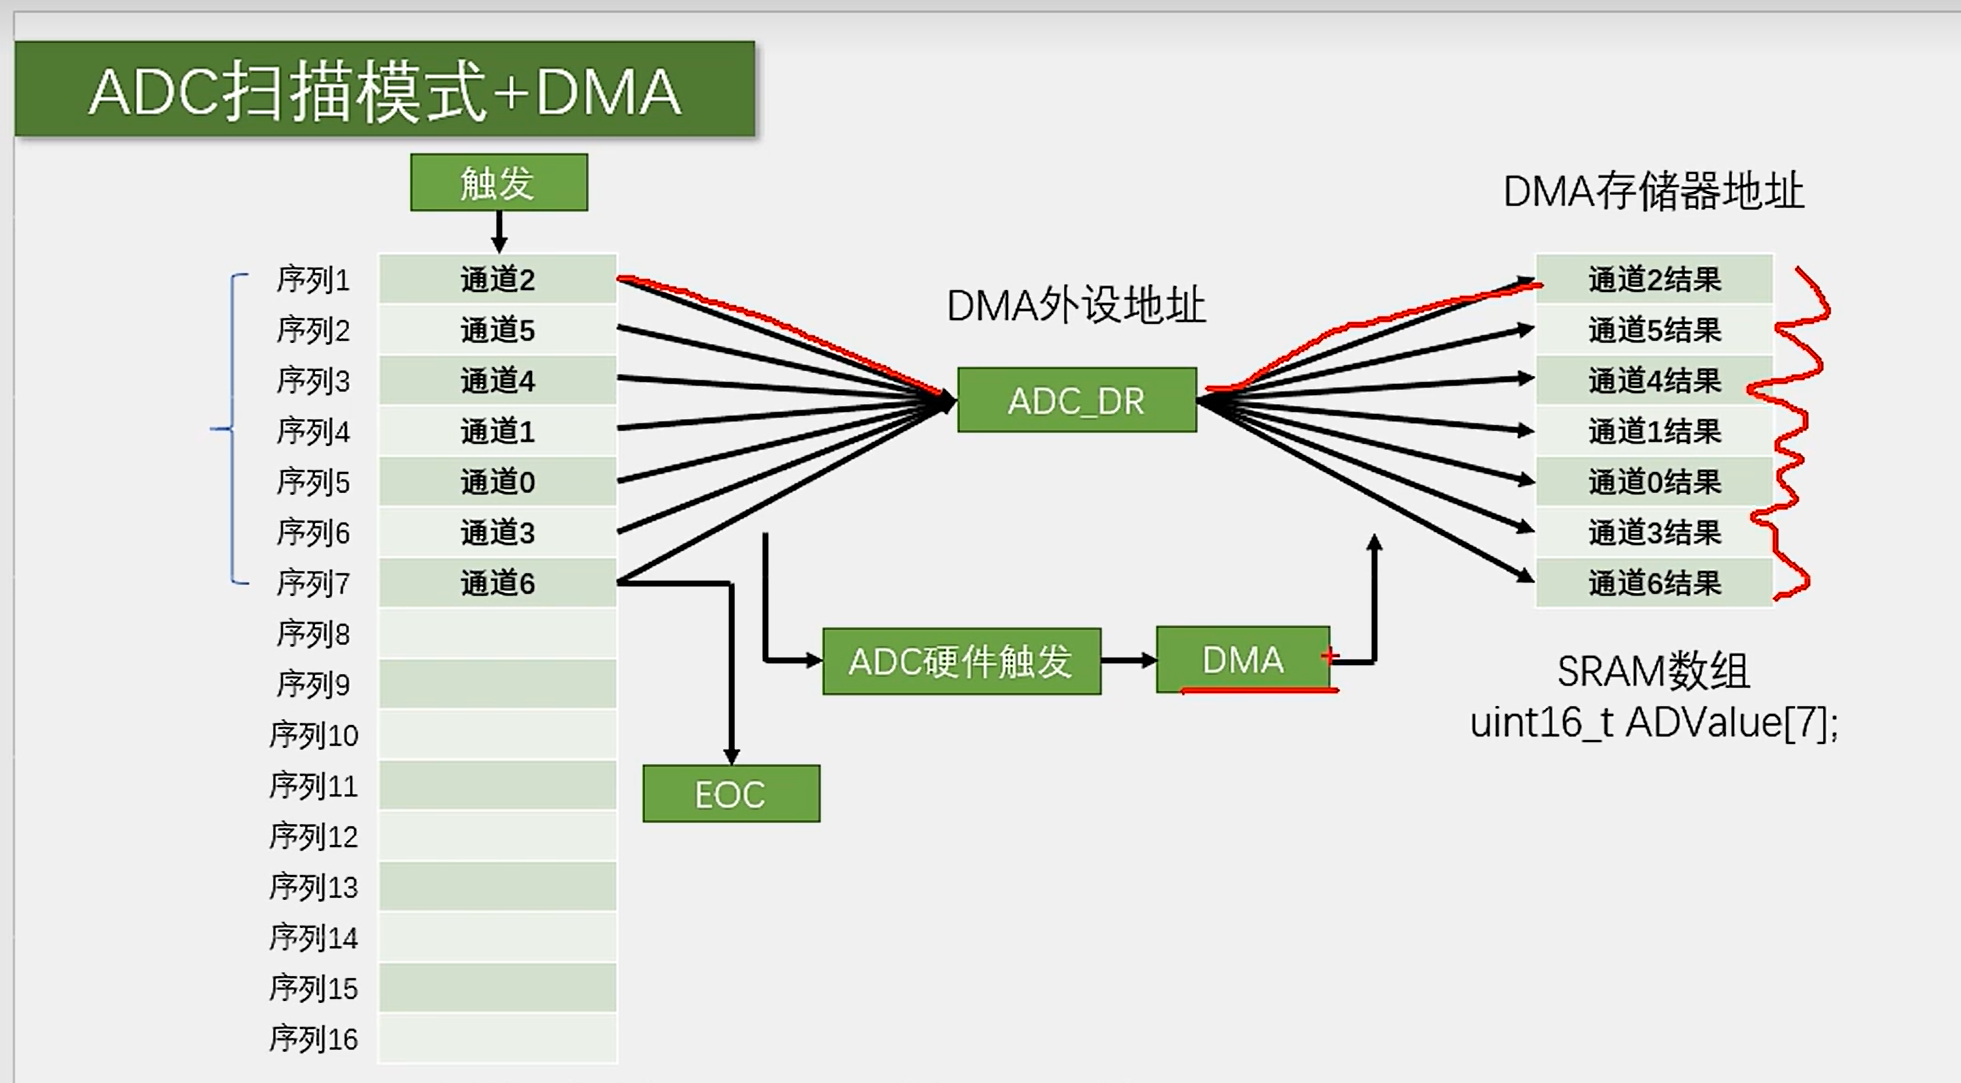 ADC扫描模式+DMA
触发
序列1 通道2
序列2 通道5
序列3 通道4
序列4 通道1
序列5 通道0
序列6 通道3
序列7 通道6
序列8
序列9
序列10
序列11
序列12
序列13
序列14
序列15
序列16
DMA外设地址
ADC_DR
ADC硬件触发
DMA
EOC
DMA存储器地址
通道2结果
通道5结果
通道4结果
通道1结果
通道0结果
通道3结果
通道6结果
SRAM数组
uint16_t ADValue[7];